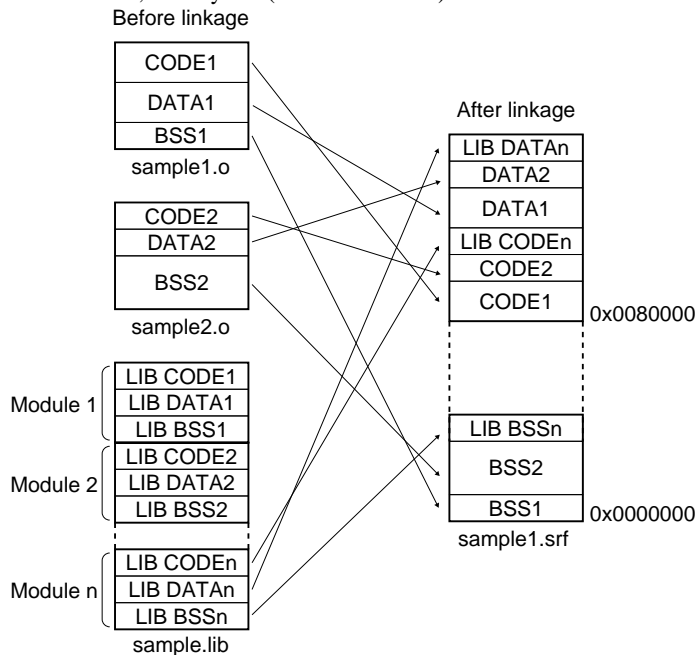 Before linkage
CODE1
DATA1
BSS1
sample1.o
CODE2
DATA2
BSS2
sample2.o
Module 1
LIB CODE1
LIB DATA1
LIB BSS1
Module 2
LIB CODE2
LIB DATA2
LIB BSS2
Module n
LIB CODEn
LIB DATAn
LIB BSSn
sample.lib
After linkage
LIB DATAn
DATA2
DATA1
LIB CODEn
CODE2
CODE1
0x0080000
LIB BSSn
BSS2
BSS1
0x0000000
sample1.srf